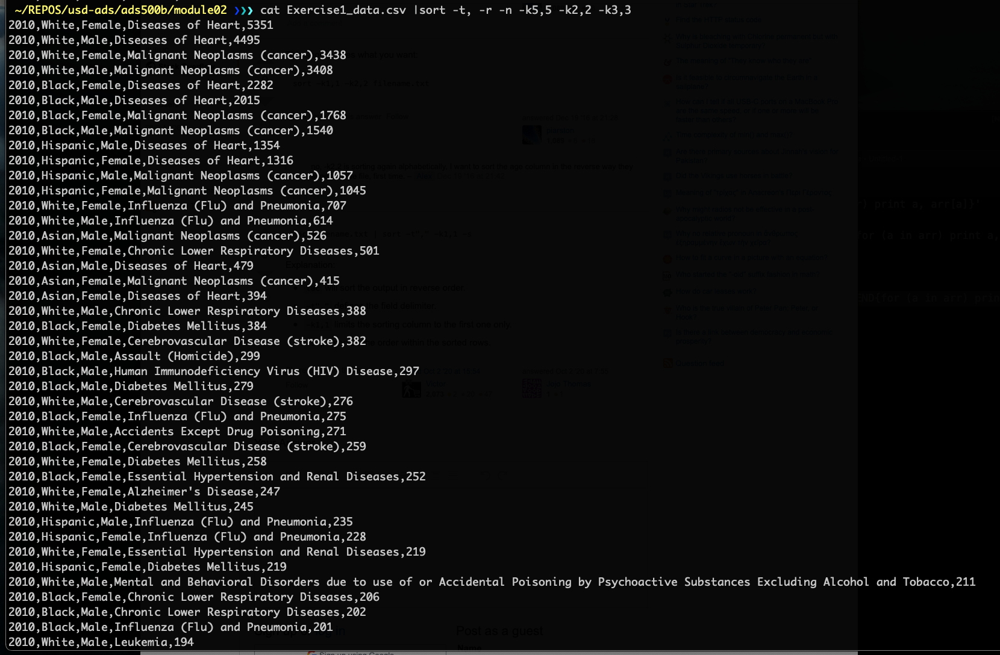 ~/REPOS/usd-ads/ads500b/module02 ❯❯❯ cat Exercise1_data.csv |sort -t, -r -n -k5,5 -k2,2 -k3,3
2010,White,Female,Diseases of Heart,5351
2010,White,Male,Diseases of Heart,4495
2010,White,Female,Malignant Neoplasms (cancer),3438
2010,White,Male,Malignant Neoplasms (cancer),3408
2010,Black,Female,Diseases of Heart,2282
2010,Black,Male,Diseases of Heart,2015
2010,Black,Female,Malignant Neoplasms (cancer),1768
2010,Black,Male,Malignant Neoplasms (cancer),1540
2010,Hispanic,Male,Diseases of Heart,1354
2010,Hispanic,Female,Diseases of Heart,1316
2010,Hispanic,Male,Malignant Neoplasms (cancer),1057
2010,Hispanic,Female,Malignant Neoplasms (cancer),1045
2010,White,Female,Influenza (Flu) and Pneumonia,707
2010,White,Male,Influenza (Flu) and Pneumonia,614
2010,Asian,Male,Malignant Neoplasms (cancer),526
2010,White,Female,Chronic Lower Respiratory Diseases,501
2010,Asian,Male,Diseases of Heart,479
2010,Asian,Female,Malignant Neoplasms (cancer),415
2010,Asian,Female,Diseases of Heart,394
2010,White,Male,Chronic Lower Respiratory Diseases,388
2010,Black,Female,Diabetes Mellitus,384
2010,White,Female,Cerebrovascular Disease (stroke),382
2010,Black,Male,Assault (Homicide),299
2010,Black,Male,Human Immunodeficiency Virus (HIV) Disease,297
2010,Black,Male,Diabetes Mellitus,279
2010,White,Male,Cerebrovascular Disease (stroke),276
2010,Black,Female,Influenza (Flu) and Pneumonia,275
2010,White,Male,Accidents Except Drug Poisoning,271
2010,Black,Female,Cerebrovascular Disease (stroke),259
2010,White,Female,Diabetes Mellitus,258
2010,Black,Female,Essential Hypertension and Renal Diseases,252
2010,White,Female,Alzheimer's Disease,247
2010,White,Male,Diabetes Mellitus,245
2010,Hispanic,Male,Influenza (Flu) and Pneumonia,235
2010,Hispanic,Female,Influenza (Flu) and Pneumonia,228
2010,White,Female,Essential Hypertension and Renal Diseases,219
2010,Hispanic,Female,Diabetes Mellitus,219
2010,White,Male,Mental and Behavioral Disorders due to use of or Accidental Poisoning by Psychoactive Substances Excluding Alcohol and Tobacco,211
2010,Black,Female,Chronic Lower Respiratory Diseases,206
2010,Black,Male,Chronic Lower Respiratory Diseases,202
2010,Black,Male,Influenza (Flu) and Pneumonia,201
2010,White,Male,Leukemia,194